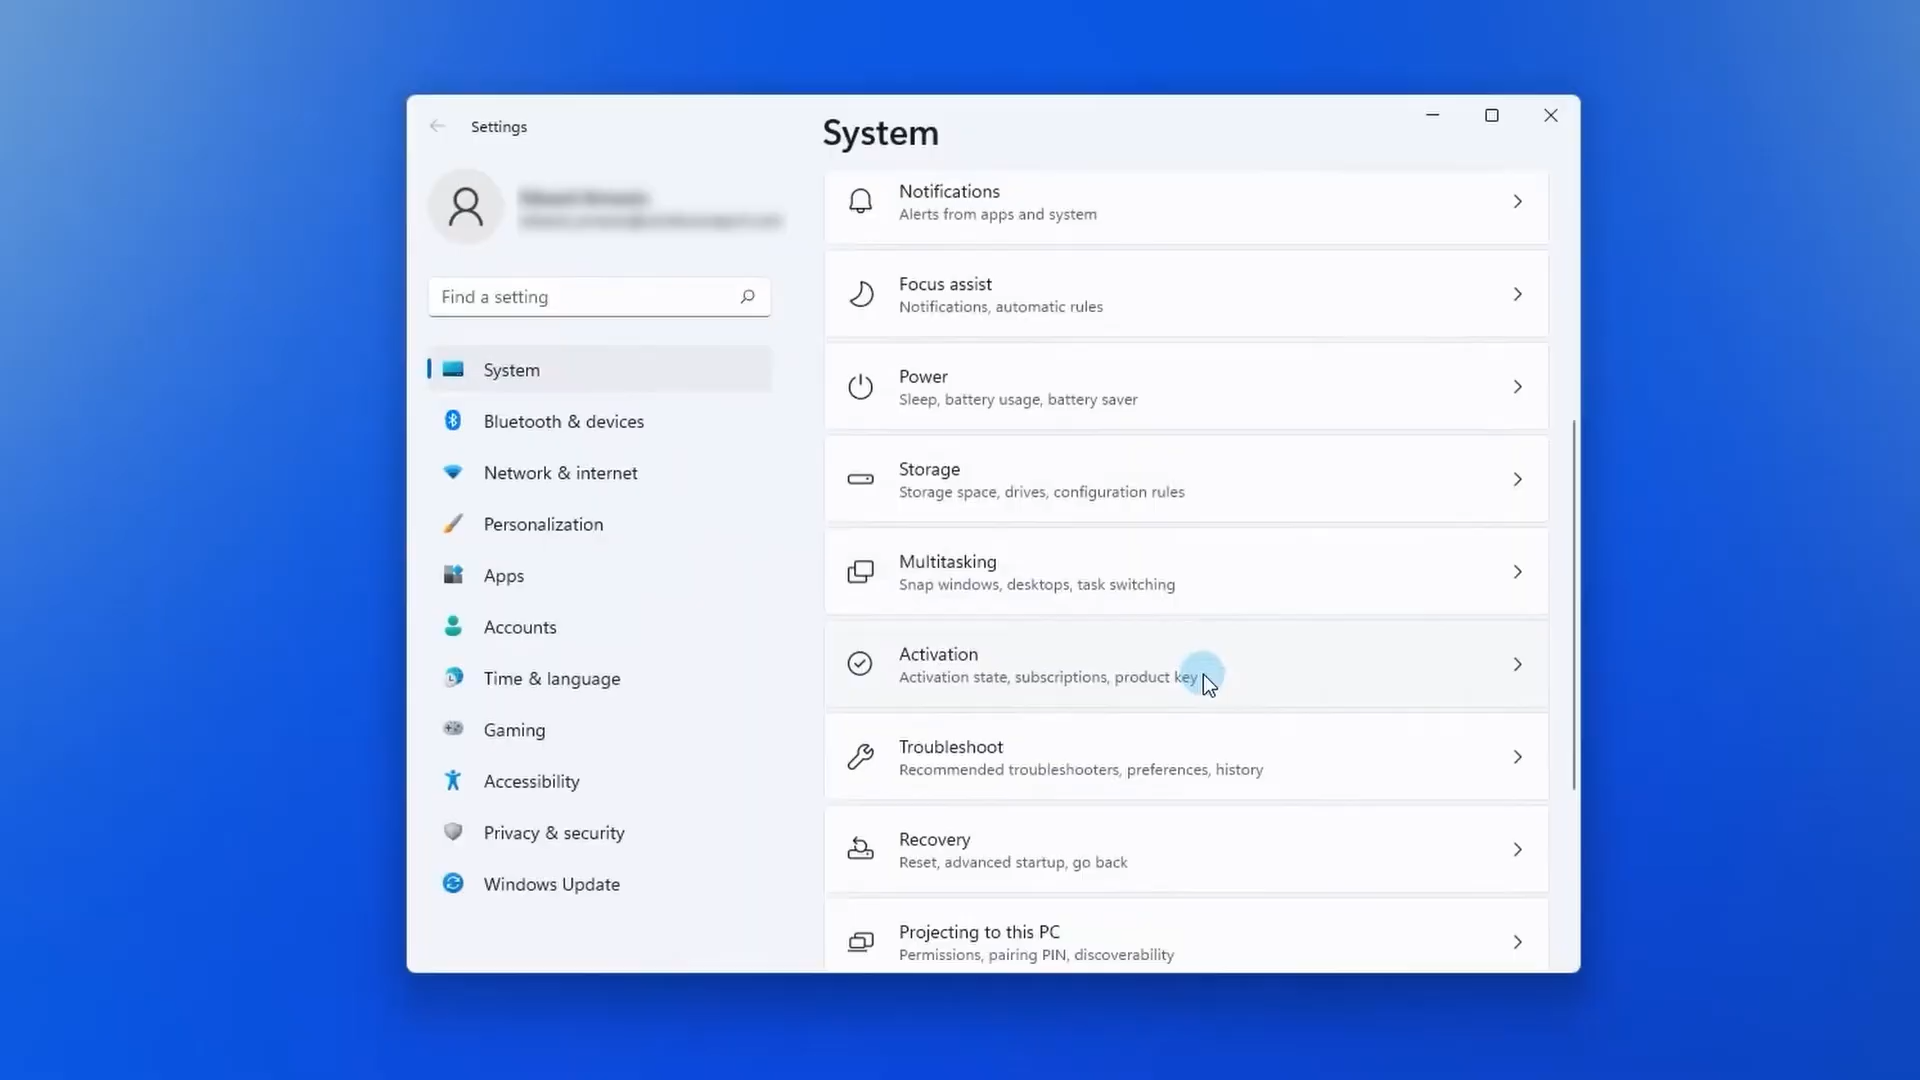 Settings
System
Find a setting
System
Bluetooth & devices
Network & internet
Personalization
Apps
Accounts
Time & language
Gaming
Accessibility
Privacy & security
Windows Update
Notifications
Alerts from apps and system
Focus assist
Notifications, automatic rules
Power
Sleep, battery usage, battery saver
Storage
Storage space, drives, configuration rules
Multitasking
Snap windows, desktops, task switching
Activation
Activation state, subscriptions, product key
Troubleshoot
Recommended troubleshooters, preferences, history
Recovery
Reset, advanced startup, go back
Projecting to this PC
Permissions, pairing PIN, discoverability